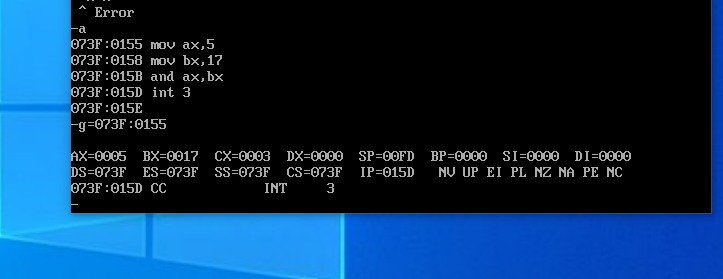 ^ Error
-a
073F:0155 mov ax,5
073F:0158 mov bx,17
073F:015B and ax,bx
073F:015D int 3
073F:015E
-g=073F:0155
AX=0005  BX=0017  CX=0003  DX=0000  SP=00FD  BP=0000  SI=0000  DI=0000
DS=073F  ES=073F  SS=073F  CS=073F  IP=015D   NV UP EI PL NZ NA PE NC
073F:015D CC            INT     3
-